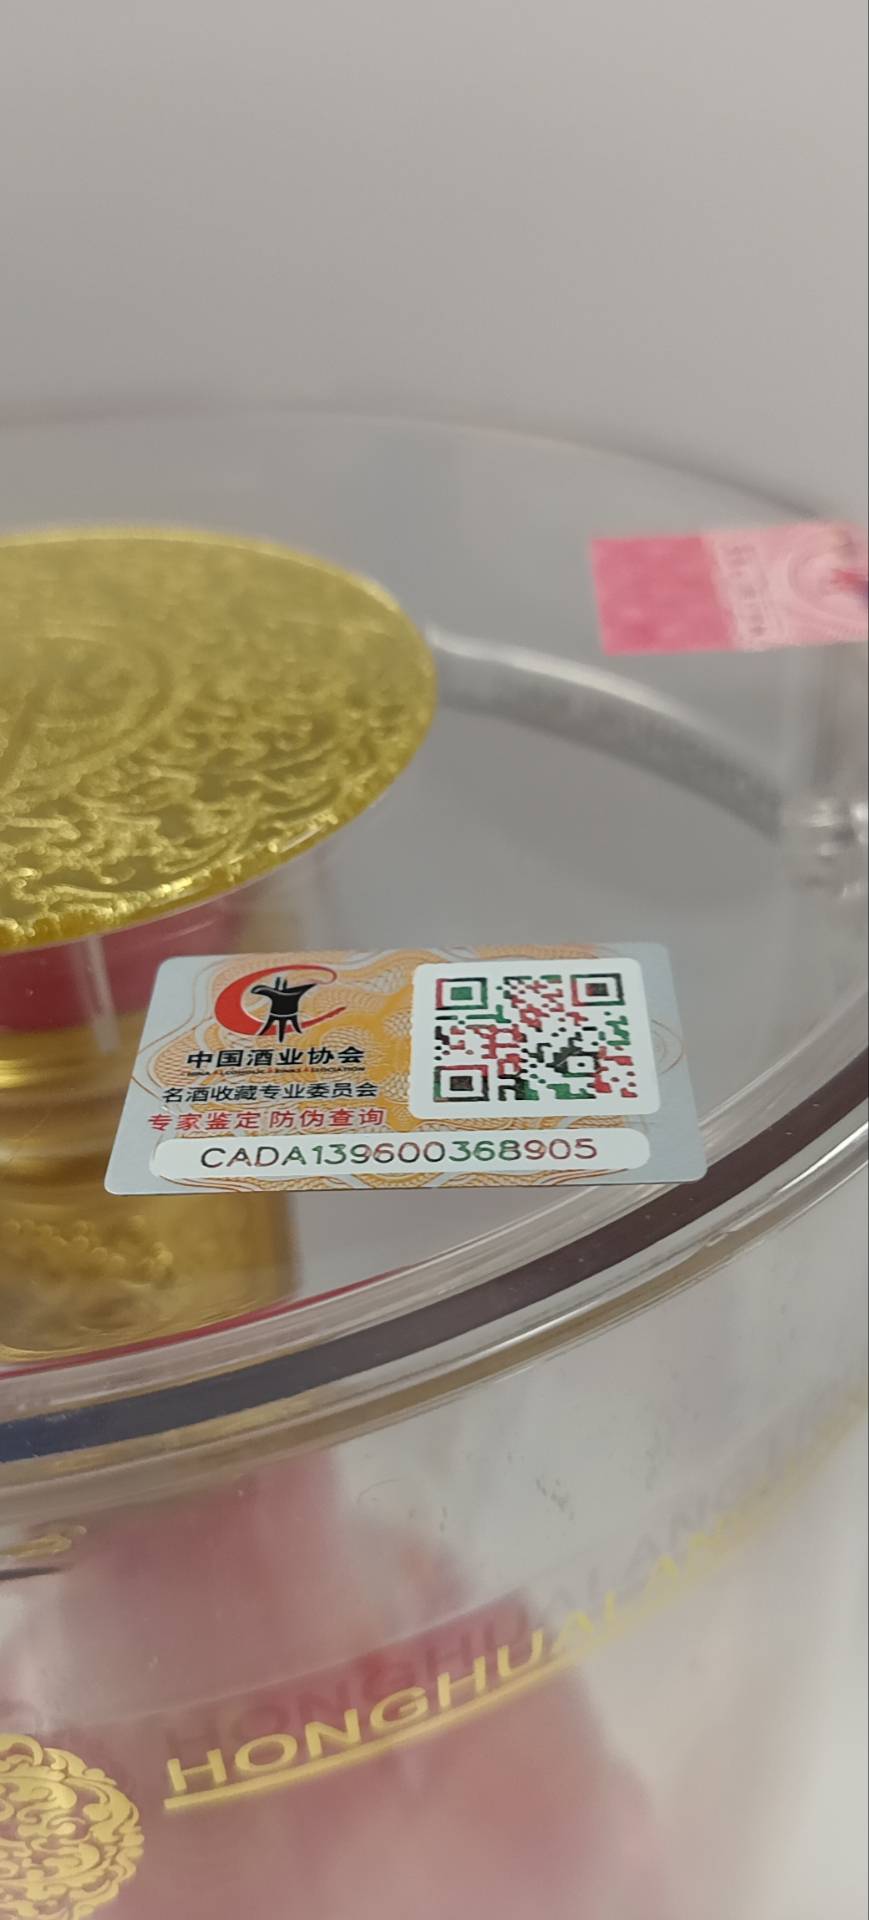 中国酒业协会
名酒收藏专业委员会
专家鉴定 防伪查询
CADA139600368905
HONGHUALANG